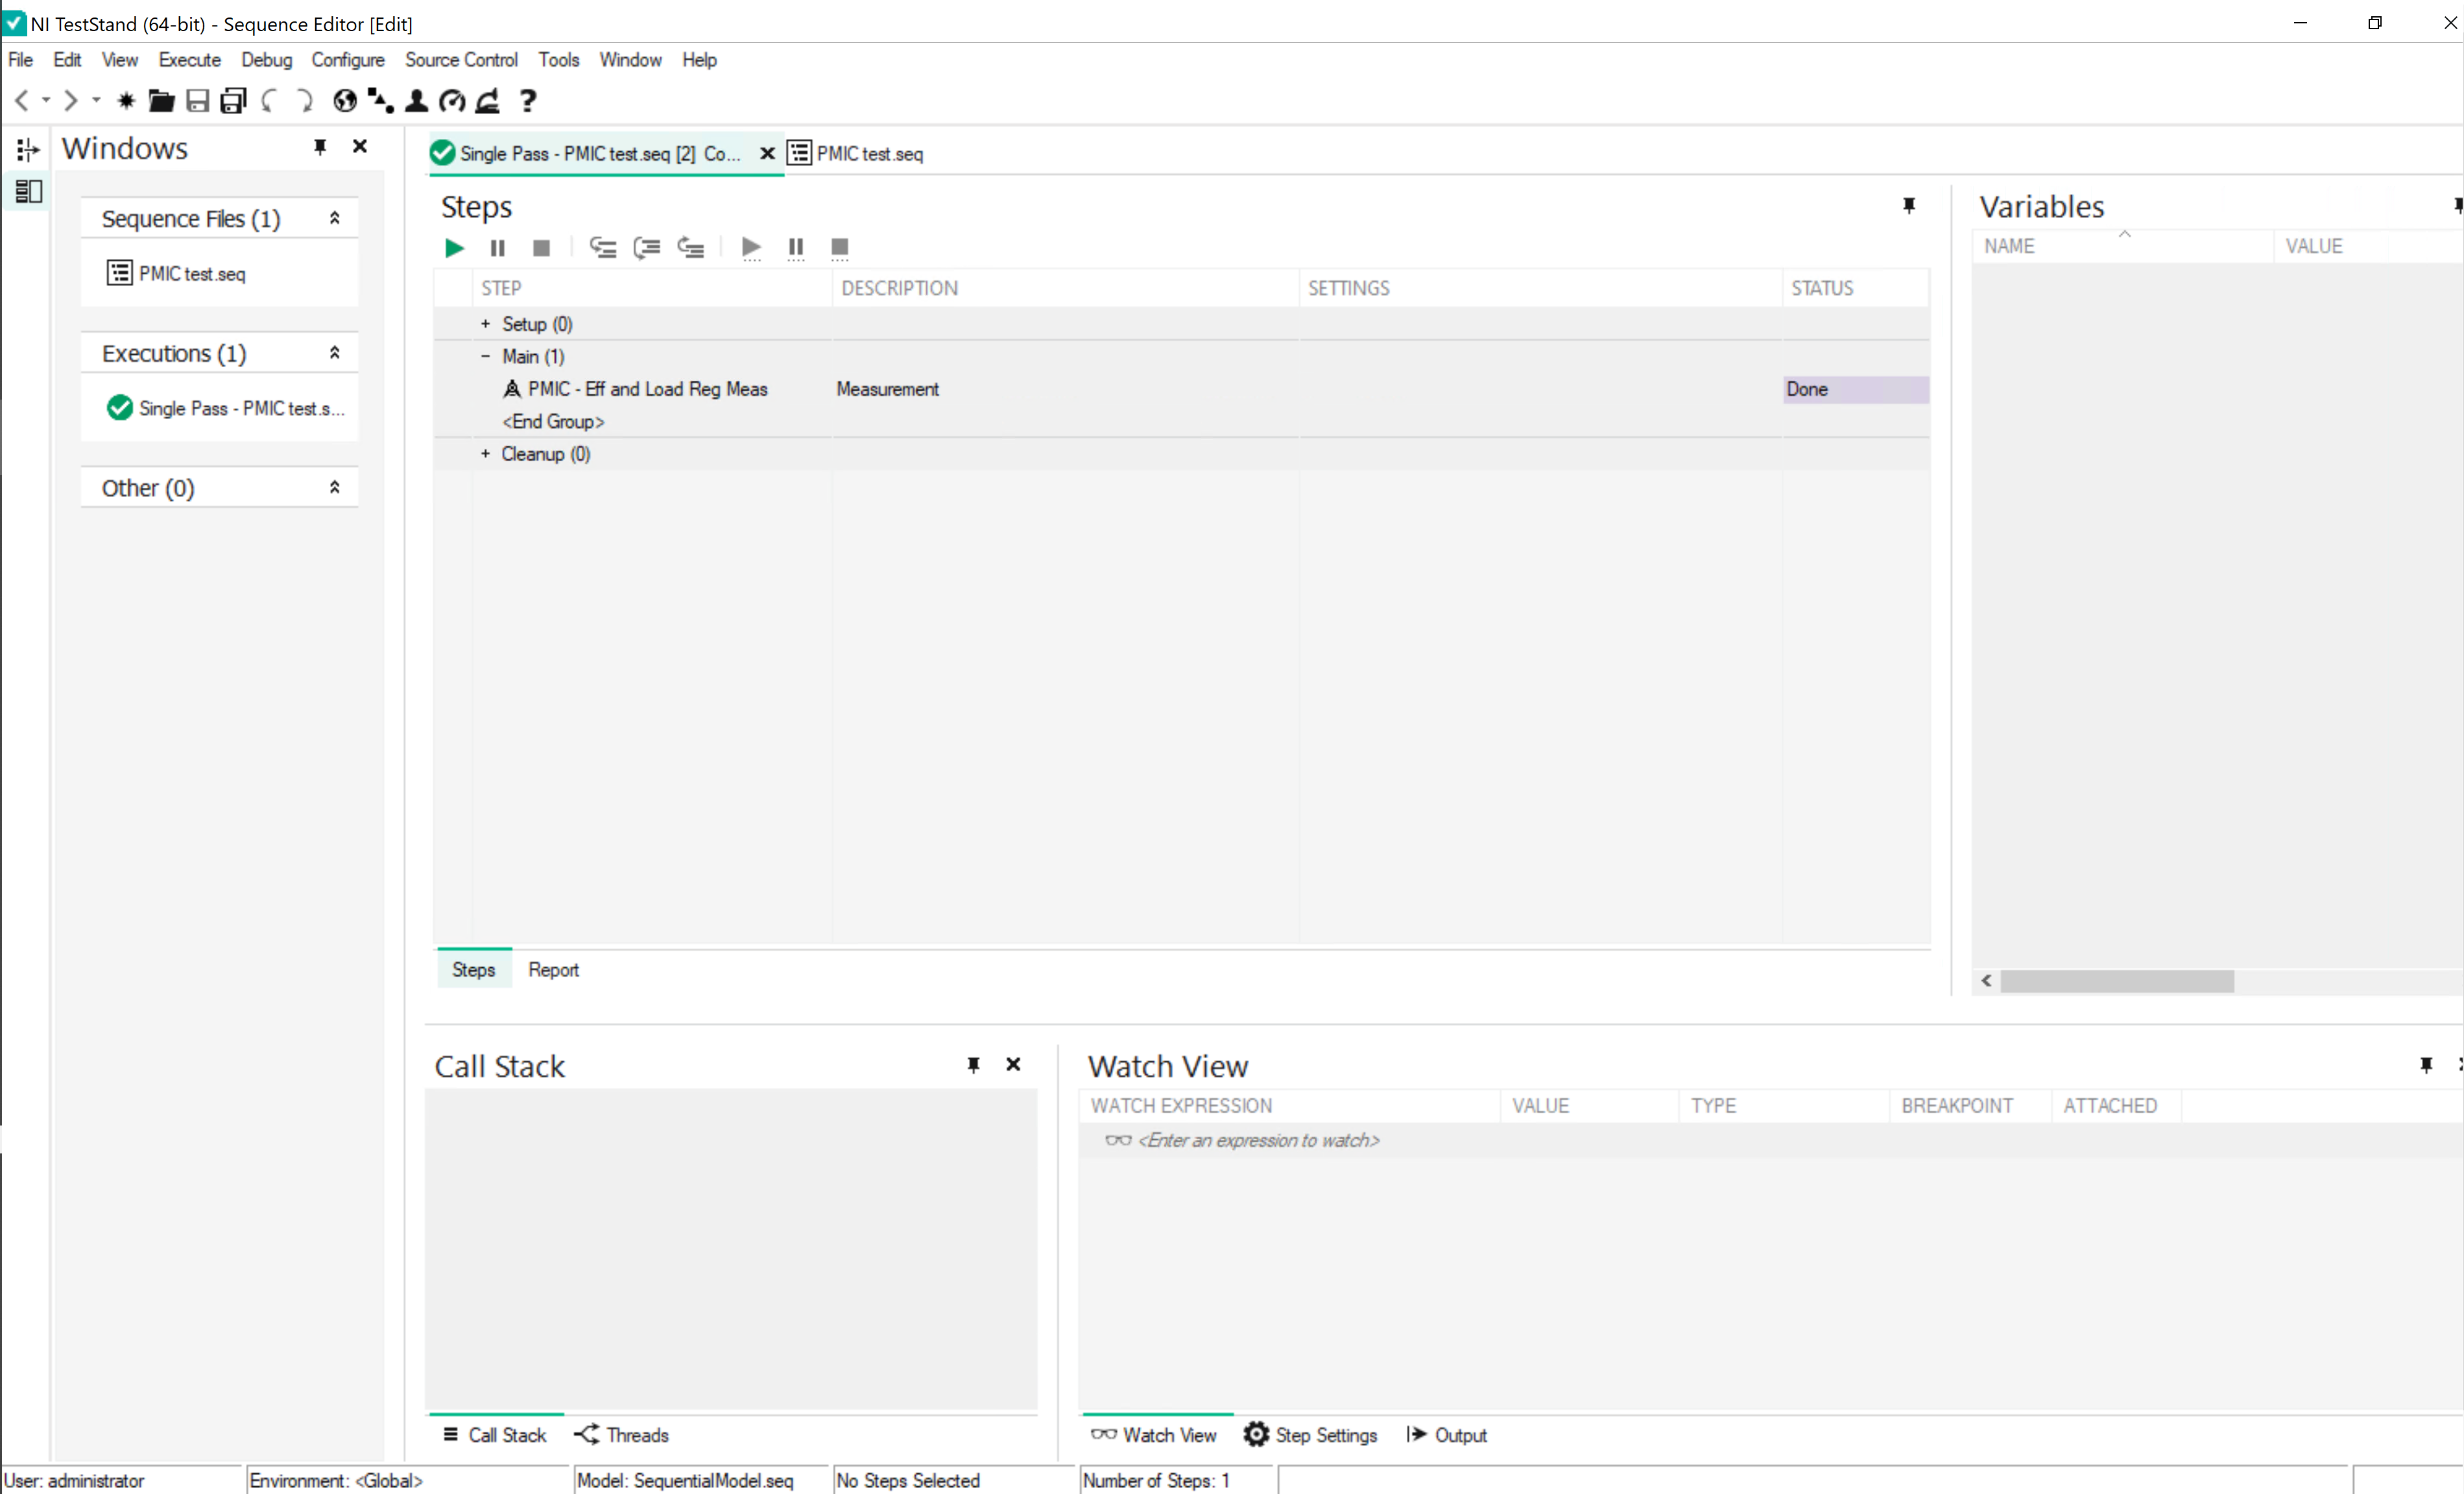 NI TestStand (64-bit) - Sequence Editor [Edit]
File Edit View Execute Debug Configure Source Control Tools Window Help
Windows
Sequence Files (1)
PMIC test.seq
Executions (1)
Single Pass - PMIC test.s...
Other (0)
Single Pass - PMIC test.seq [2] Co...
PMIC test.seq
Steps
STEP DESCRIPTION SETTINGS STATUS
+ Setup (0)
- Main (1)
PMIC - Eff and Load Reg Meas Measurement Done
<End Group>
+ Cleanup (0)
Steps Report
Variables
NAME VALUE
Call Stack
Call Stack Threads
Watch View
WATCH EXPRESSION VALUE TYPE BREAKPOINT ATTACHED
<Enter an expression to watch>
Watch View Step Settings Output
User: administrator Environment: <Global> Model: SequentialModel.seq No Steps Selected Number of Steps: 1